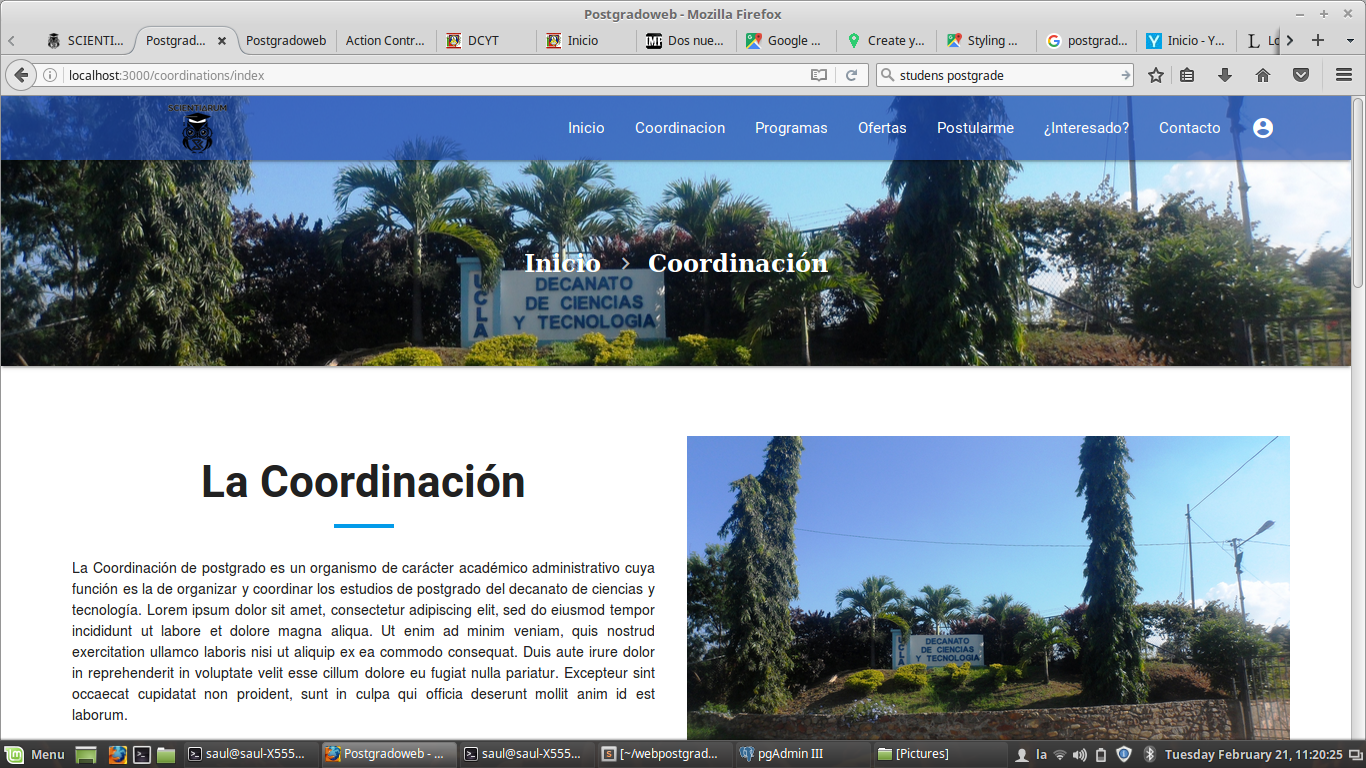 Postgradoweb - Mozilla Firefox
SCIENTI...
Postgrad...
Postgradoweb
Action Contr...
DCYT
Inicio
Dos nue...
Google ...
Create y...
Styling ...
postgrad...
Inicio - Y...
localhost:3000/coordinations/index
studens postgrade
SCIENTIARUM
Inicio
Coordinacion
Programas
Ofertas
Postularme
¿Interesado?
Contacto
Inicio > Coordinación
UCLA
DECANATO
DE CIENCIAS
Y TECNOLOGIA
La Coordinación
La Coordinación de postgrado es un organismo de carácter académico administrativo cuya
función es la de organizar y coordinar los estudios de postgrado del decanato de ciencias y
tecnología. Lorem ipsum dolor sit amet, consectetur adipiscing elit, sed do eiusmod tempor
incididunt ut labore et dolore magna aliqua. Ut enim ad minim veniam, quis nostrud
exercitation ullamco laboris nisi ut aliquip ex ea commodo consequat. Duis aute irure dolor
in reprehenderit in voluptate velit esse cillum dolore eu fugiat nulla pariatur. Excepteur sint
occaecat cupidatat non proident, sunt in culpa qui officia deserunt mollit anim id est
laborum.
UCLA
DECANATO
DE CIENCIAS
Y TECNOLOGIA
Menu
saul@saul-X555...
Postgradoweb - ...
saul@saul-X555...
[~/webpostgrad...
pgAdmin III
[Pictures]
la
Tuesday February 21, 11:20:25